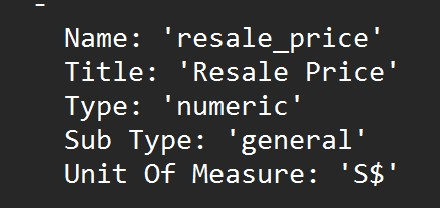 -
Name: 'resale_price'
Title: 'Resale Price'
Type: 'numeric'
Sub Type: 'general'
Unit Of Measure: 'S$'